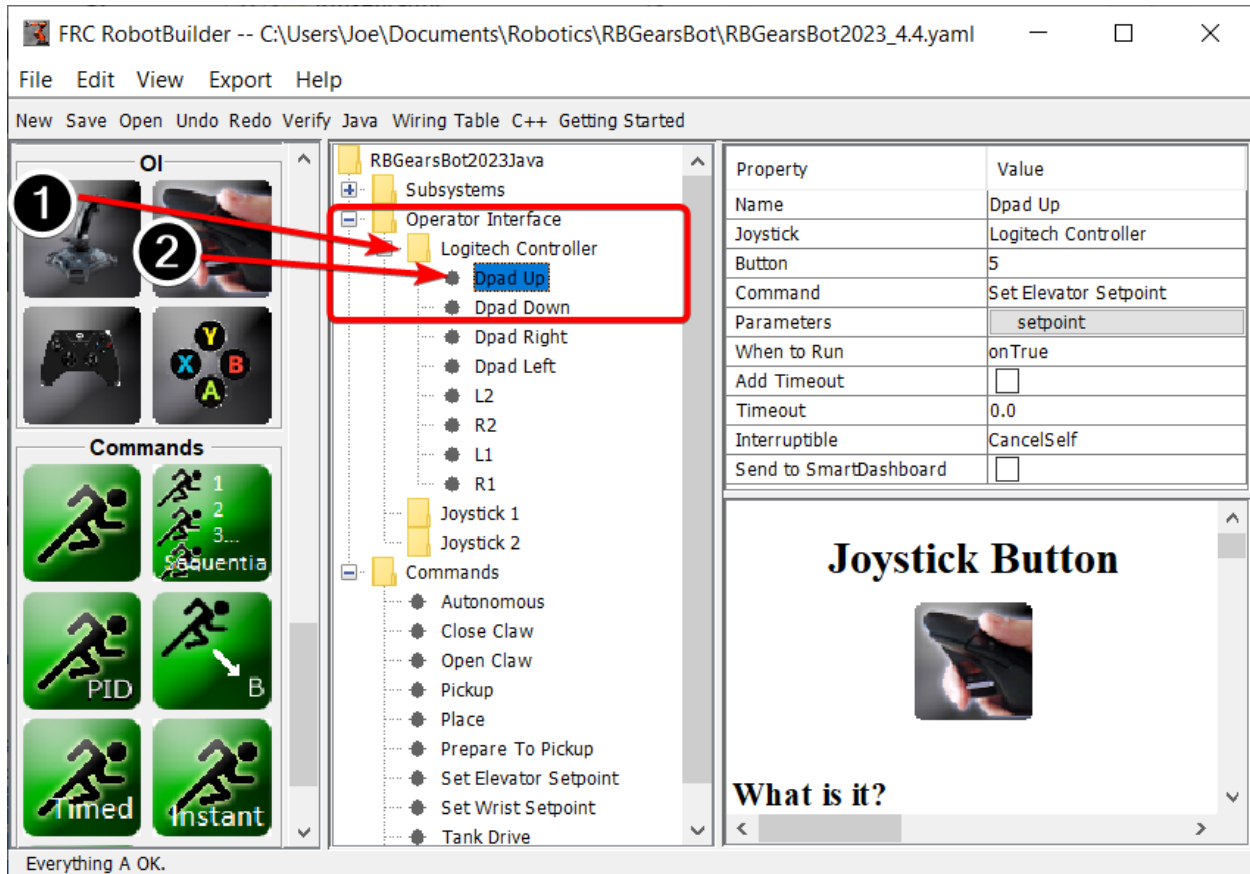 FRC RobotBuilder -- C:\Users\Joe\Documents\Robotics\RBGearsBot\RBGearsBot2023_4.4.yaml
File Edit View Export Help
New Save Open Undo Redo Verify Java Wiring Table C++ Getting Started
OI
1
2
Y
X B
A
Commands
1
2
3...
Sequentia
PID
B
Timed
Instant
RBGearsBot2023Java
Subsystems
Operator Interface
Logitech Controller
Dpad Up
Dpad Down
Dpad Right
Dpad Left
L2
R2
L1
R1
Joystick 1
Joystick 2
Commands
Autonomous
Close Claw
Open Claw
Pickup
Place
Prepare To Pickup
Set Elevator Setpoint
Set Wrist Setpoint
Tank Drive
Property Value
Name Dpad Up
Joystick Logitech Controller
Button 5
Command Set Elevator Setpoint
Parameters setpoint
When to Run onTrue
Add Timeout
Timeout 0.0
Interruptible CancelSelf
Send to SmartDashboard
Joystick Button
What is it?
Everything A OK.